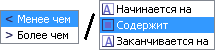 < Менее чем
> Более чем
/
A Начинается на
Содержит
A Заканчивается на